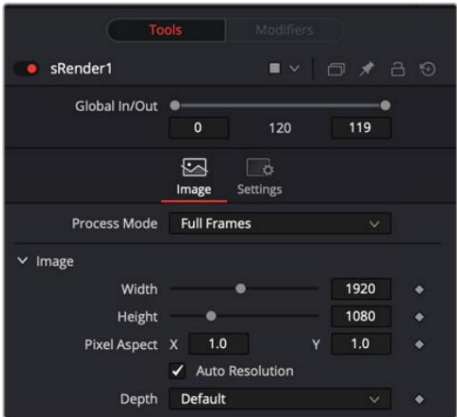 Tools Modifiers
sRender1
Global In/Out
0 120 119
Image Settings
Process Mode Full Frames
Image
Width 1920
Height 1080
Pixel Aspect X 1.0 Y 1.0
Auto Resolution
Depth Default